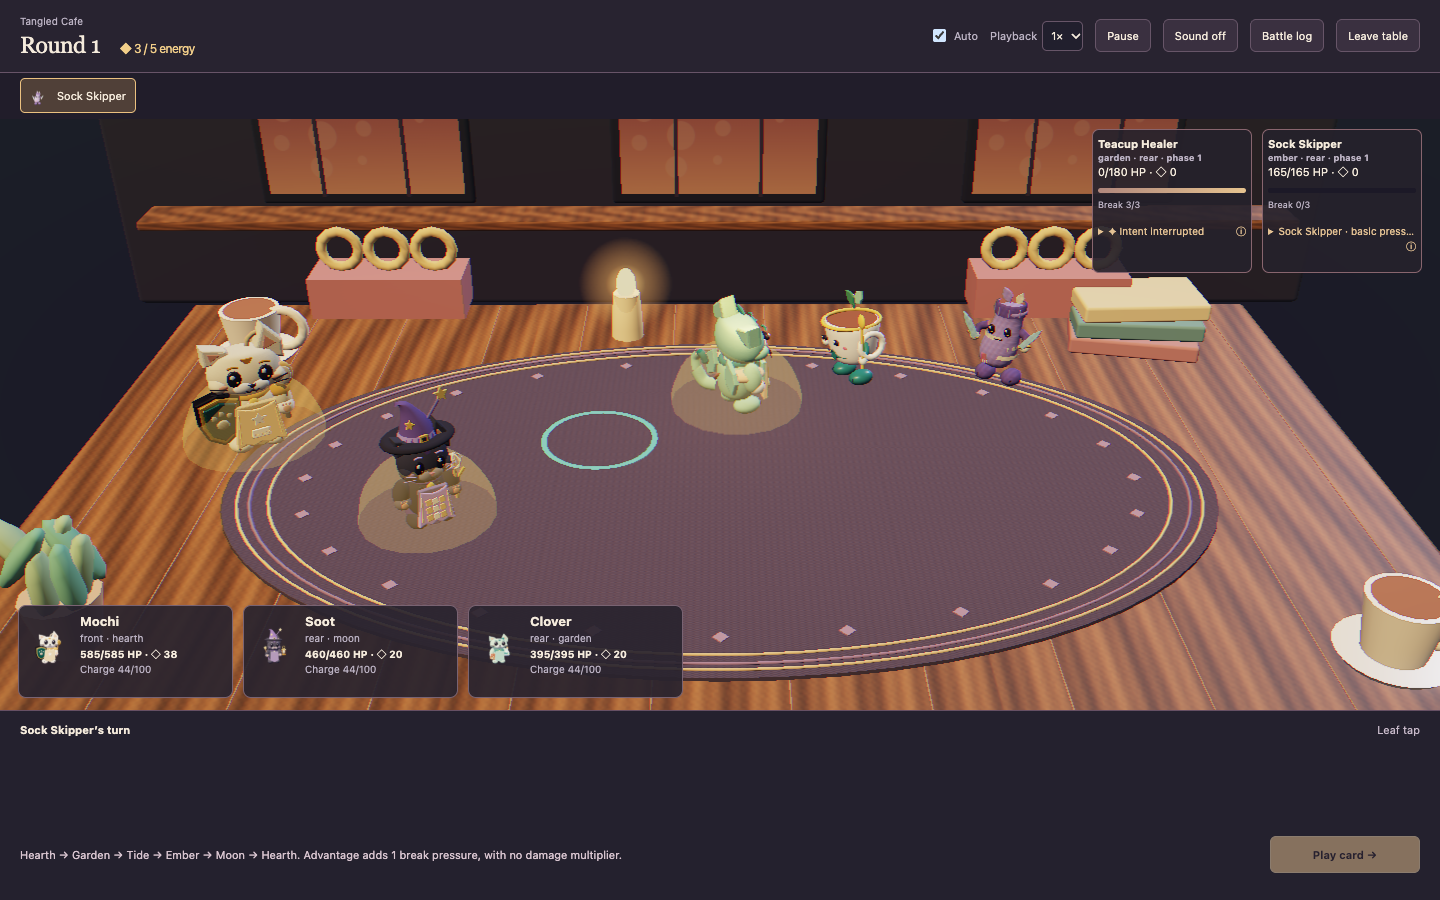 Tangled Cafe
Round 1
3 / 5 energy
Auto
Playback
1×
Pause
Sound off
Battle log
Leave table
Sock Skipper
Teacup Healer
garden · rear · phase 1
0/180 HP · ◇ 0
Break 3/3
▶ ✦ Intent interrupted ⓘ
Sock Skipper
ember · rear · phase 1
165/165 HP · ◇ 0
Break 0/3
▶ Sock Skipper · basic press... ⓘ
Mochi
front · hearth
585/585 HP · ◇ 38
Charge 44/100
Soot
rear · moon
460/460 HP · ◇ 20
Charge 44/100
Clover
rear · garden
395/395 HP · ◇ 20
Charge 44/100
Sock Skipper's turn
Leaf tap
Hearth → Garden → Tide → Ember → Moon → Hearth. Advantage adds 1 break pressure, with no damage multiplier.
Play card →